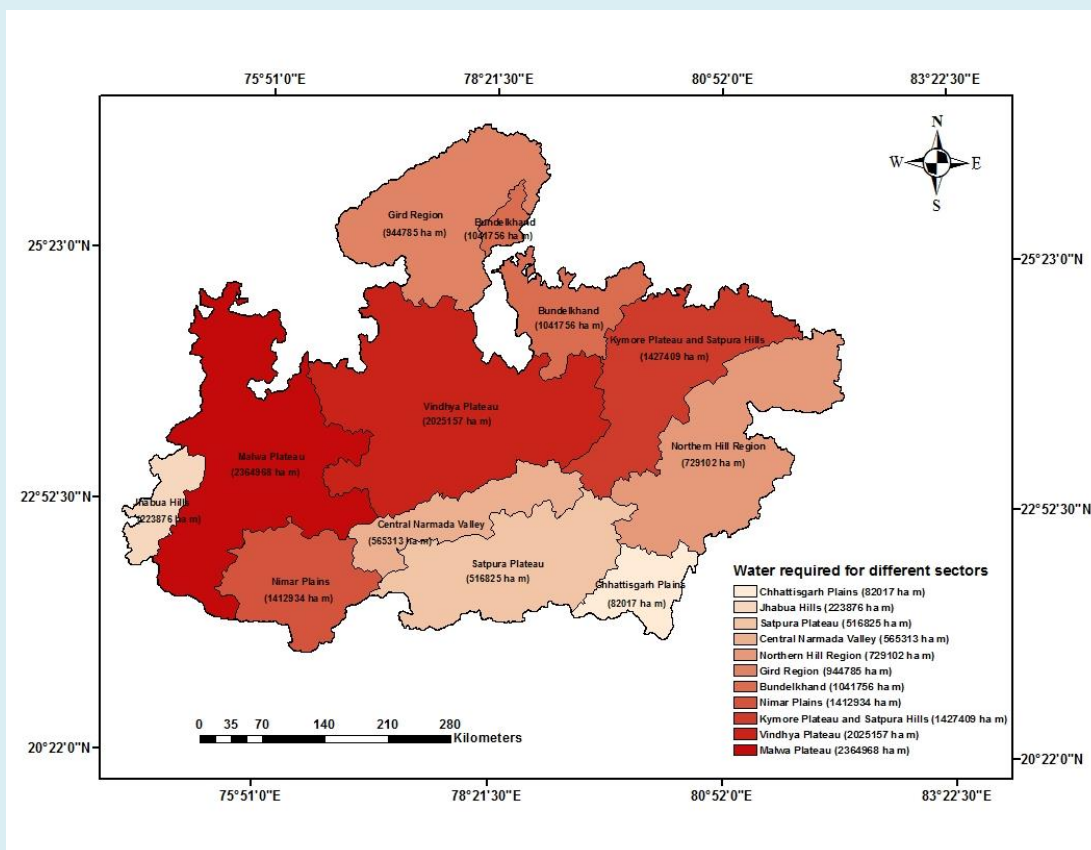 75°51'0"E
78°21'30"E
80°52'0"E
83°22'30"E
N
W
E
S
25°23'0"N
25°23'0"N
Gird Region
(944785 ha m)
Bundelkhand
(1041756 ha m)
Bundelkhand
(1041756 ha m)
Kymore Plateau and Satpura Hills
(1427409 ha m)
Vindhya Plateau
(2025157 ha m)
Northern Hill Region
(729102 ha m)
Malwa Plateau
(2364968 ha m)
22°52'30"N
22°52'30"N
Jhabua Hills
(223876 ha m)
Central Narmada Valley
(565313 ha m)
Satpura Plateau
(516825 ha m)
Nimar Plains
(1412934 ha m)
Chhattisgarh Plains
(82017 ha m)
Water required for different sectors
Chhattisgarh Plains (82017 ha m)
Jhabua Hills (223876 ha m)
Satpura Plateau (516825 ha m)
Central Narmada Valley (565313 ha m)
Northern Hill Region (729102 ha m)
Gird Region (944785 ha m)
Bundelkhand (1041756 ha m)
Nimar Plains (1412934 ha m)
Kymore Plateau and Satpura Hills (1427409 ha m)
Vindhya Plateau (2025157 ha m)
Malwa Plateau (2364968 ha m)
0 35 70 140 210 280
Kilometers
20°22'0"N
20°22'0"N
75°51'0"E
78°21'30"E
80°52'0"E
83°22'30"E